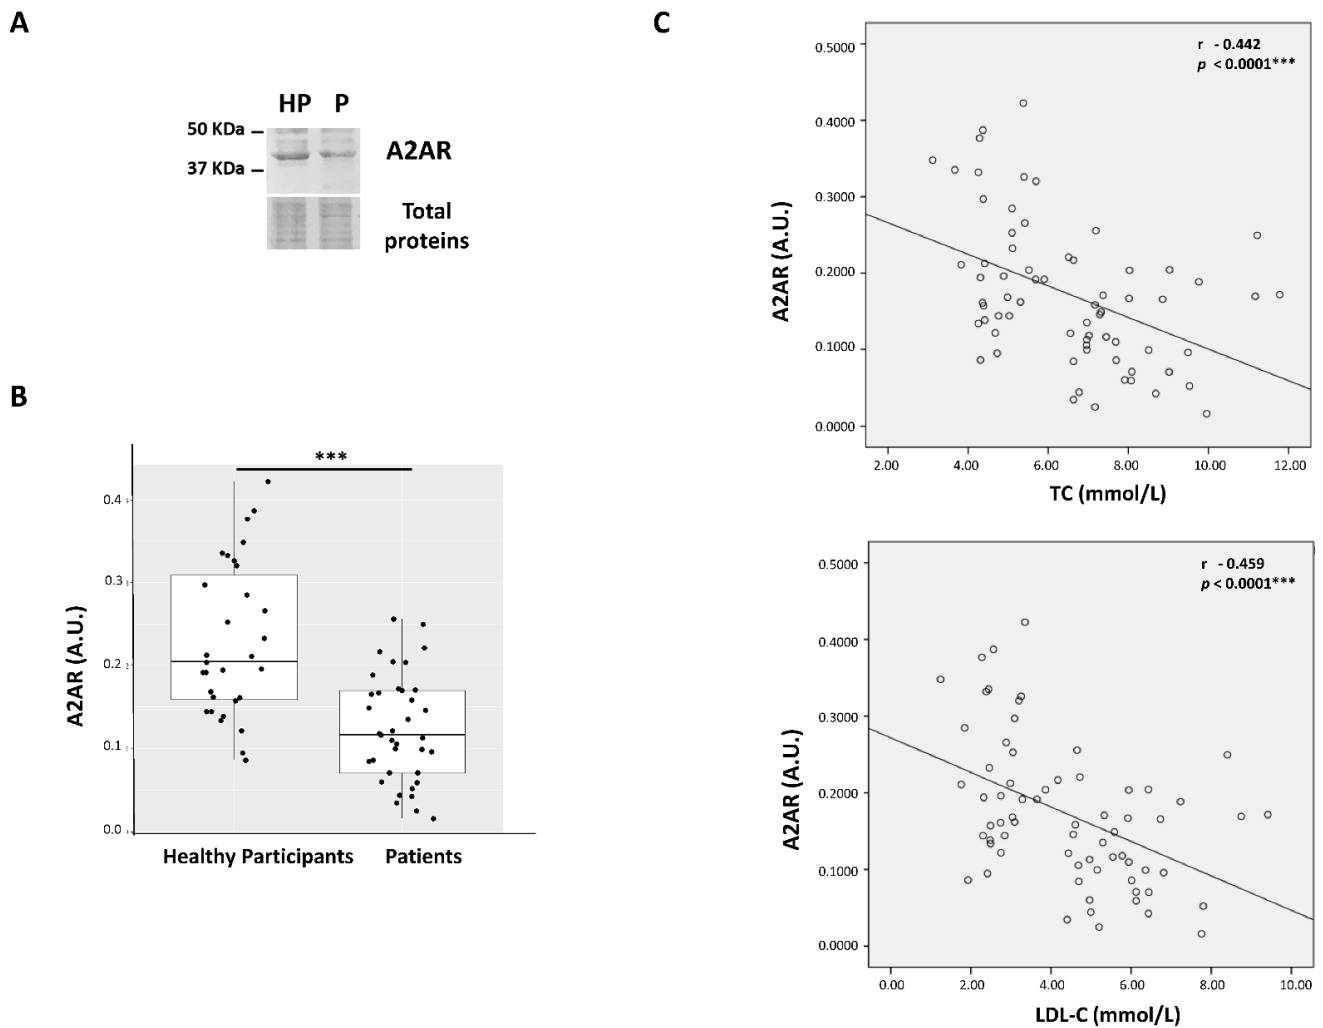 A
HP P
50 KDa
A2AR
37 KDa
Total
proteins
B
***
0.4
0.3
0.2
0.1
0.0
A2AR (A.U.)
Healthy Participants Patients
C
r - 0.442
p < 0.0001***
0.5000
0.4000
0.3000
0.2000
0.1000
0.0000
A2AR (A.U.)
2.00 4.00 6.00 8.00 10.00 12.00
TC (mmol/L)
r - 0.459
p < 0.0001***
0.5000
0.4000
0.3000
0.2000
0.1000
0.0000
A2AR (A.U.)
0.00 2.00 4.00 6.00 8.00 10.00
LDL-C (mmol/L)